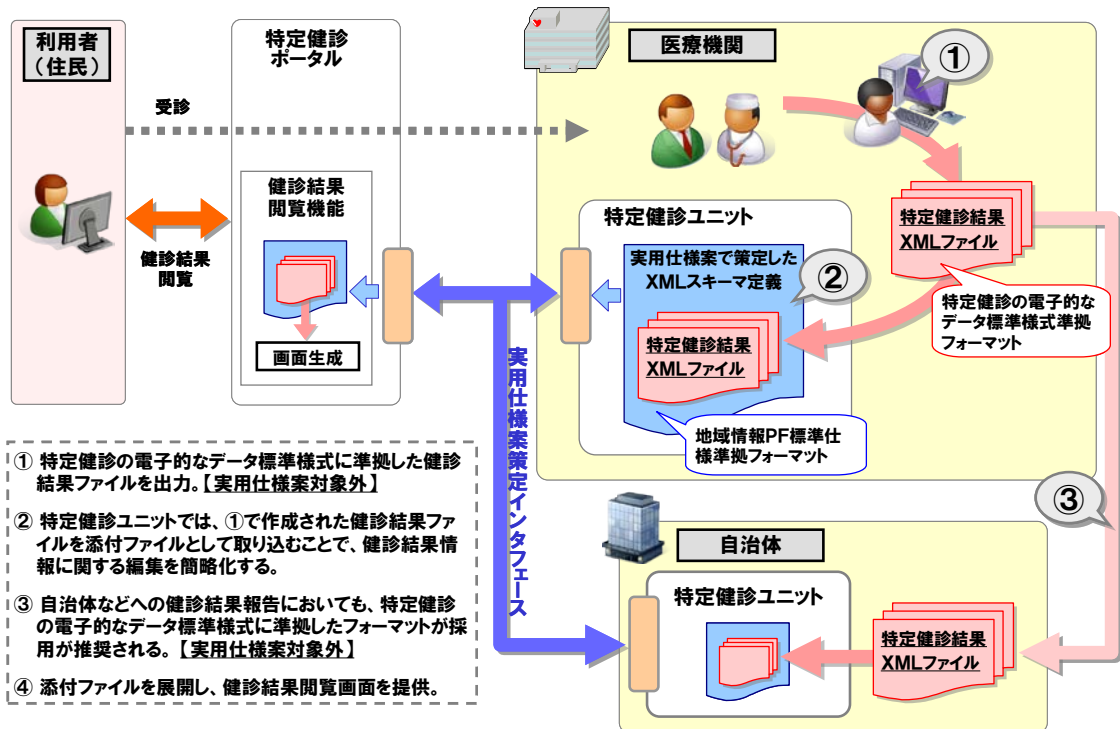 利用者
(住民)
特定健診
ポータル
医療機関
①
受診
健診結果
閲覧機能
健診結果
閲覧
画面生成
特定健診ユニット
実用仕様案で策定した
XMLスキーマ定義
②
特定健診結果
XMLファイル
特定健診結果
XMLファイル
特定健診の電子的な
データ標準様式準拠
フォーマット
地域情報PF標準仕
様準拠フォーマット
実用仕様案策定インタフェース
③
自治体
特定健診ユニット
特定健診結果
XMLファイル
① 特定健診の電子的なデータ標準様式に準拠した健診
結果ファイルを出力。【実用仕様案対象外】
② 特定健診ユニットでは、①で作成された健診結果ファ
イルを添付ファイルとして取り込むことで、健診結果情
報に関する編集を簡略化する。
③ 自治体などへの健診結果報告においても、特定健診
の電子的なデータ標準様式に準拠したフォーマットが採
用が推奨される。【実用仕様案対象外】
④ 添付ファイルを展開し、健診結果閲覧画面を提供。